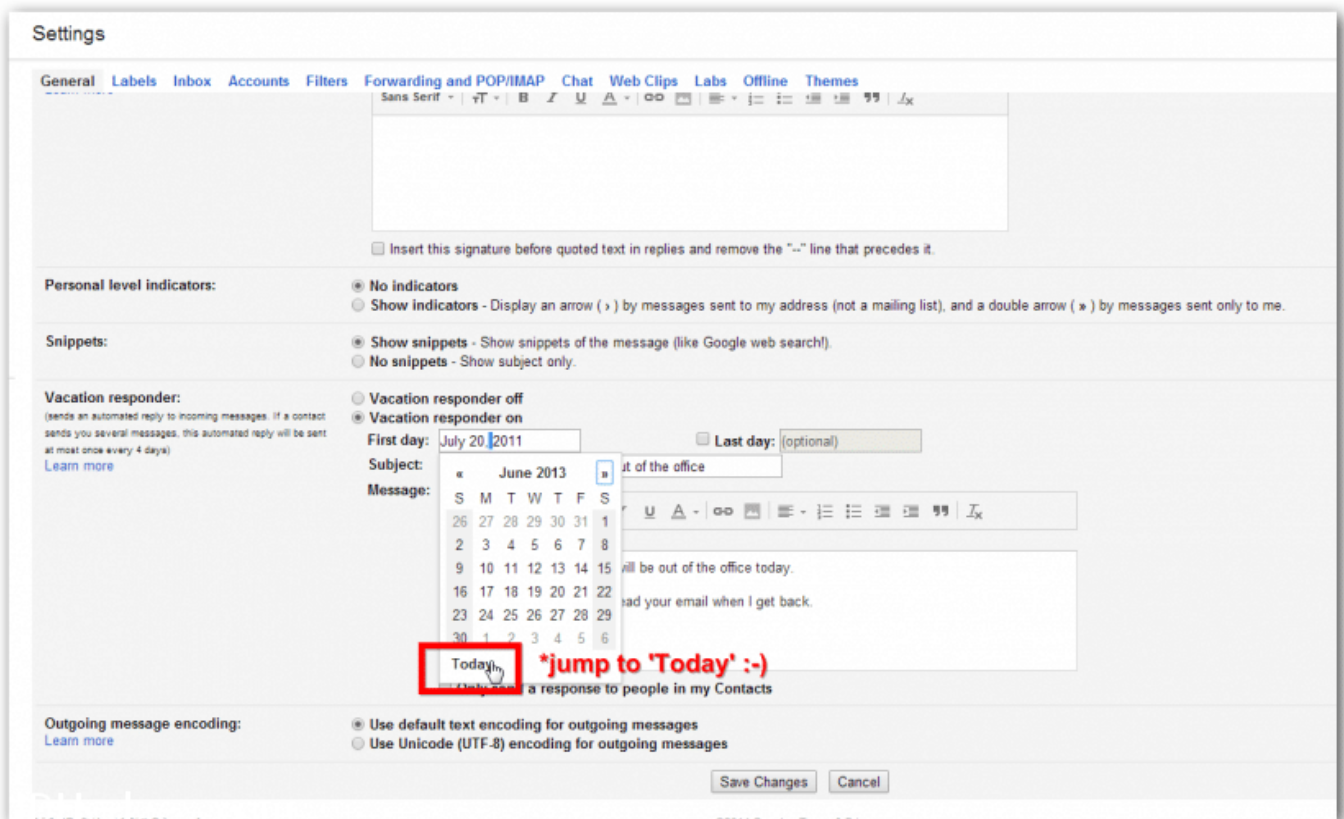 Settings
General Labels Inbox Accounts Filters Forwarding and POP/IMAP Chat Web Clips Labs Offline Themes
Learn more
Sans Serif
Insert this signature before quoted text in replies and remove the "--" line that precedes it.
Personal level indicators:
No indicators
Show indicators - Display an arrow ( › ) by messages sent to my address (not a mailing list), and a double arrow ( » ) by messages sent only to me.
Snippets:
Show snippets - Show snippets of the message (like Google web search!).
No snippets - Show subject only.
Vacation responder:
(sends an automated reply to incoming messages. If a contact
sends you several messages, this automated reply will be sent
at most once every 4 days)
Learn more
Vacation responder off
Vacation responder on
First day: July 20, 2011 Last day: (optional)
Subject: ut of the office
Message:
« June 2013 »
S M T W T F S
26 27 28 29 30 31 1
2 3 4 5 6 7 8
9 10 11 12 13 14 15
16 17 18 19 20 21 22
23 24 25 26 27 28 29
30 1 2 3 4 5 6
Today
will be out of the office today.
ead your email when I get back.
*jump to 'Today' :-)
Only send a response to people in my Contacts
Outgoing message encoding:
Learn more
Use default text encoding for outgoing messages
Use Unicode (UTF-8) encoding for outgoing messages
Save Changes Cancel